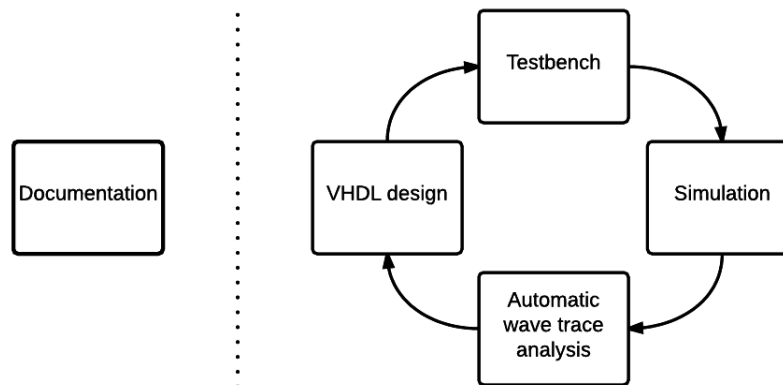 Testbench
Documentation
VHDL design
Simulation
Automatic
wave trace
analysis